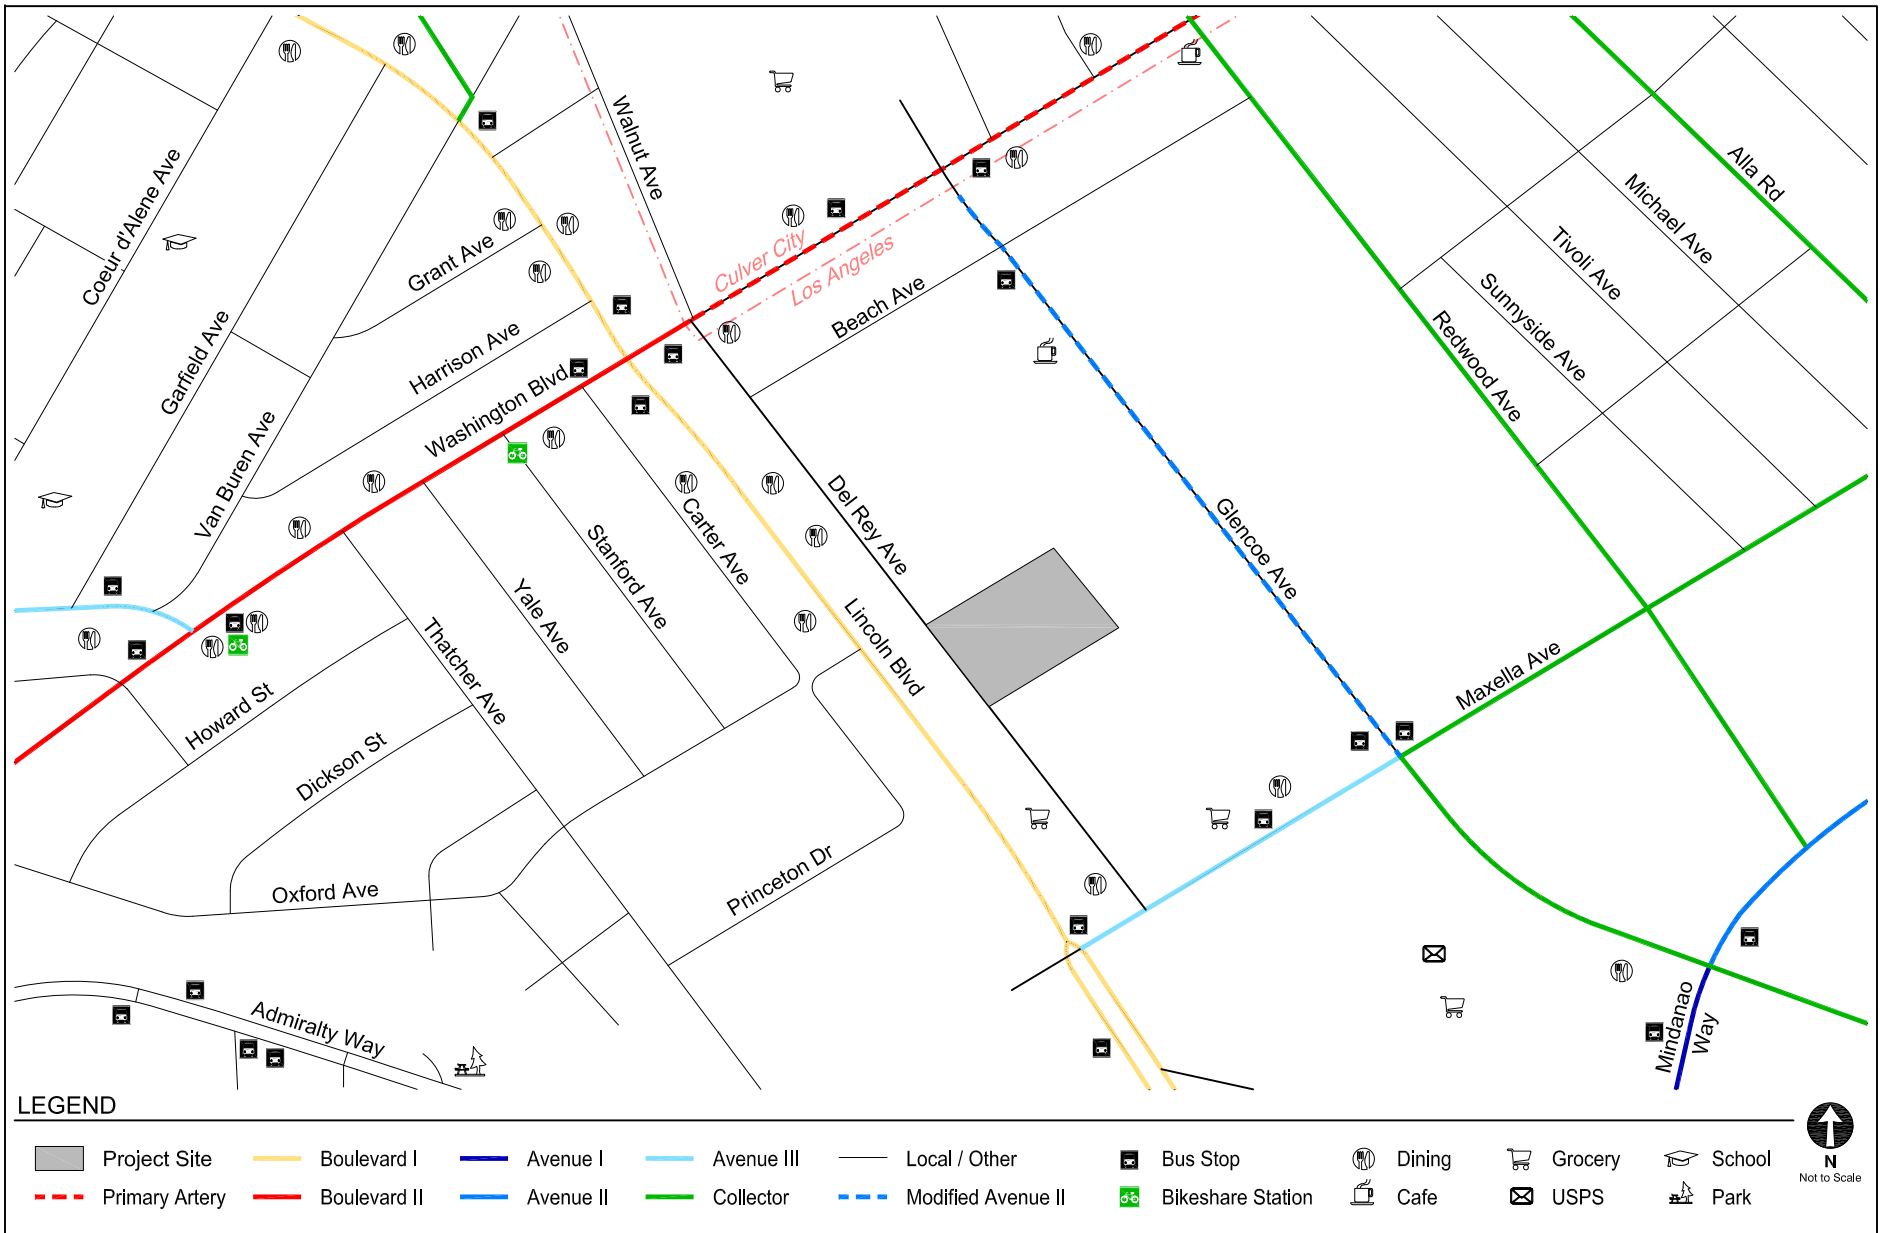 Walnut Ave
Alla Rd
Michael Ave
Coeur d'Alene Ave
Grant Ave
Culver City
Los Angeles
Tivoli Ave
Sunnyside Ave
Beach Ave
Harrison Ave
Garfield Ave
Redwood Ave
Washington Blvd
Van Buren Ave
Del Rey Ave
Carter Ave
Stanford Ave
Glencoe Ave
Yale Ave
Lincoln Blvd
Thatcher Ave
Maxella Ave
Howard St
Dickson St
Princeton Dr
Oxford Ave
Admiralty Way
Mindanao
Way
LEGEND
Project Site
Boulevard I
Avenue I
Avenue III
Local / Other
Bus Stop
Dining
Grocery
School
Primary Artery
Boulevard II
Avenue II
Collector
Modified Avenue II
Bikeshare Station
Cafe
USPS
Park
N
Not to Scale